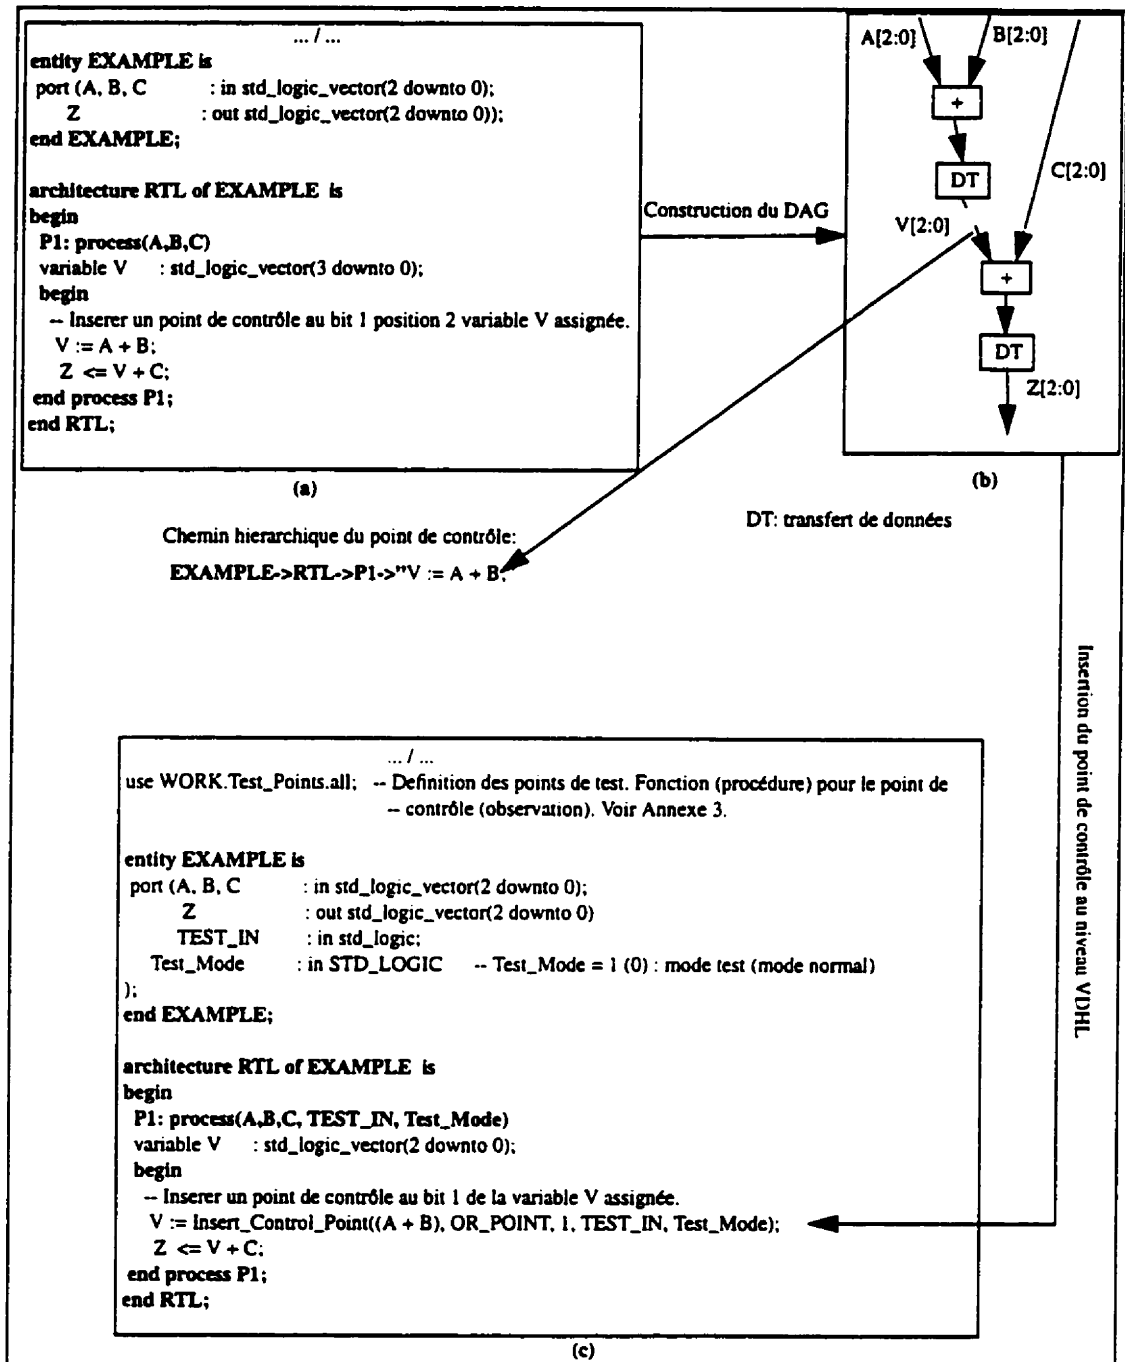 ... / ...
entity EXAMPLE is
port (A, B, C : in std_logic_vector(2 downto 0);
Z : out std_logic_vector(2 downto 0));
end EXAMPLE;
architecture RTL of EXAMPLE is
begin
P1: process(A,B,C)
variable V : std_logic_vector(3 downto 0);
begin
-- Inserer un point de contrôle au bit 1 position 2 variable V assignée.
V := A + B;
Z <= V + C;
end process P1;
end RTL;
(a)
Construction du DAG
A[2:0]
B[2:0]
+
DT
C[2:0]
V[2:0]
+
DT
Z[2:0]
(b)
DT: transfert de données
Chemin hierarchique du point de contrôle:
EXAMPLE->RTL->P1->"V := A + B;
Insertion du point de contrôle au niveau VDHL
... / ...
use WORK.Test_Points.all; -- Definition des points de test. Fonction (procédure) pour le point de
-- contrôle (observation). Voir Annexe 3.
entity EXAMPLE is
port (A, B, C : in std_logic_vector(2 downto 0);
Z : out std_logic_vector(2 downto 0)
TEST_IN : in std_logic;
Test_Mode : in STD_LOGIC -- Test_Mode = 1 (0) : mode test (mode normal)
);
end EXAMPLE;
architecture RTL of EXAMPLE is
begin
P1: process(A,B,C, TEST_IN, Test_Mode)
variable V : std_logic_vector(2 downto 0);
begin
-- Inserer un point de contrôle au bit 1 de la variable V assignée.
V := Insert_Control_Point((A + B), OR_POINT, 1, TEST_IN, Test_Mode);
Z <= V + C;
end process P1;
end RTL;
(c)